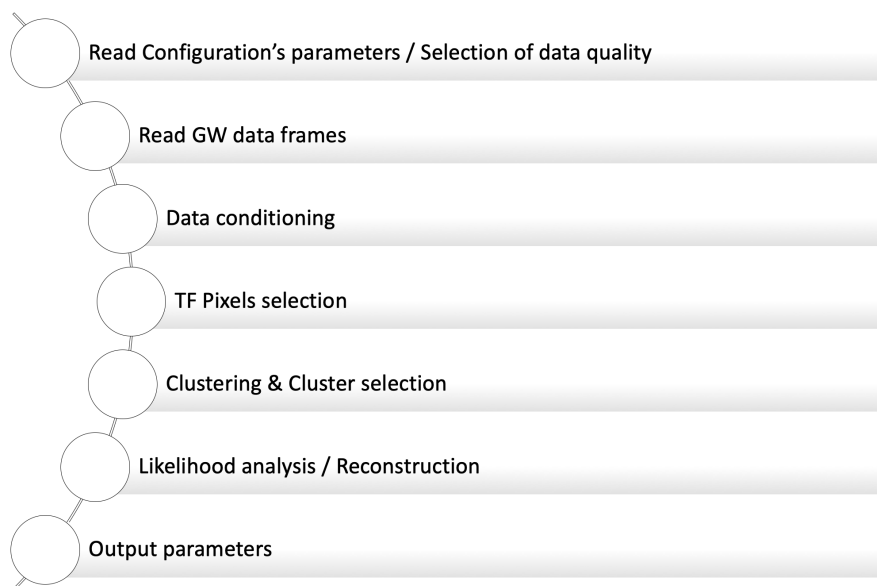 Read Configuration’s parameters / Selection of data quality
Read GW data frames
Data conditioning
TF Pixels selection
Clustering & Cluster selection
Likelihood analysis / Reconstruction
Output parameters